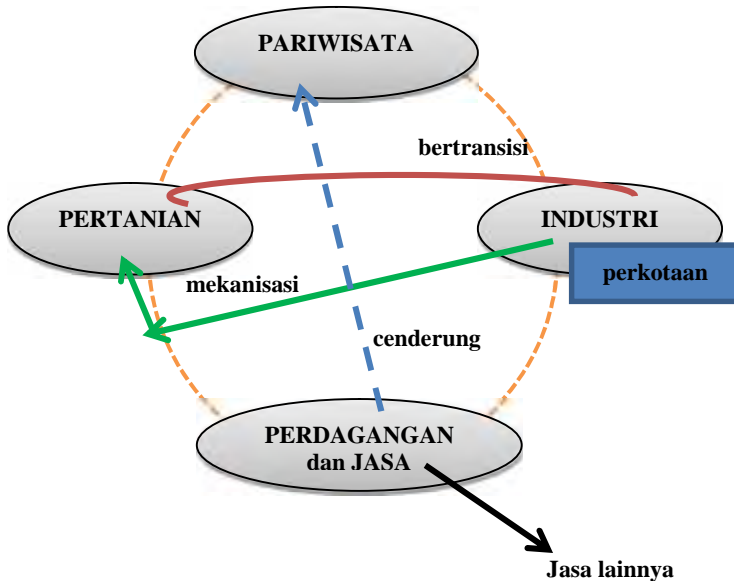 PARIWISATA
bertransisi
PERTANIAN
INDUSTRI
perkotaan
mekanisasi
cenderung
PERDAGANGAN
dan JASA
Jasa lainnya